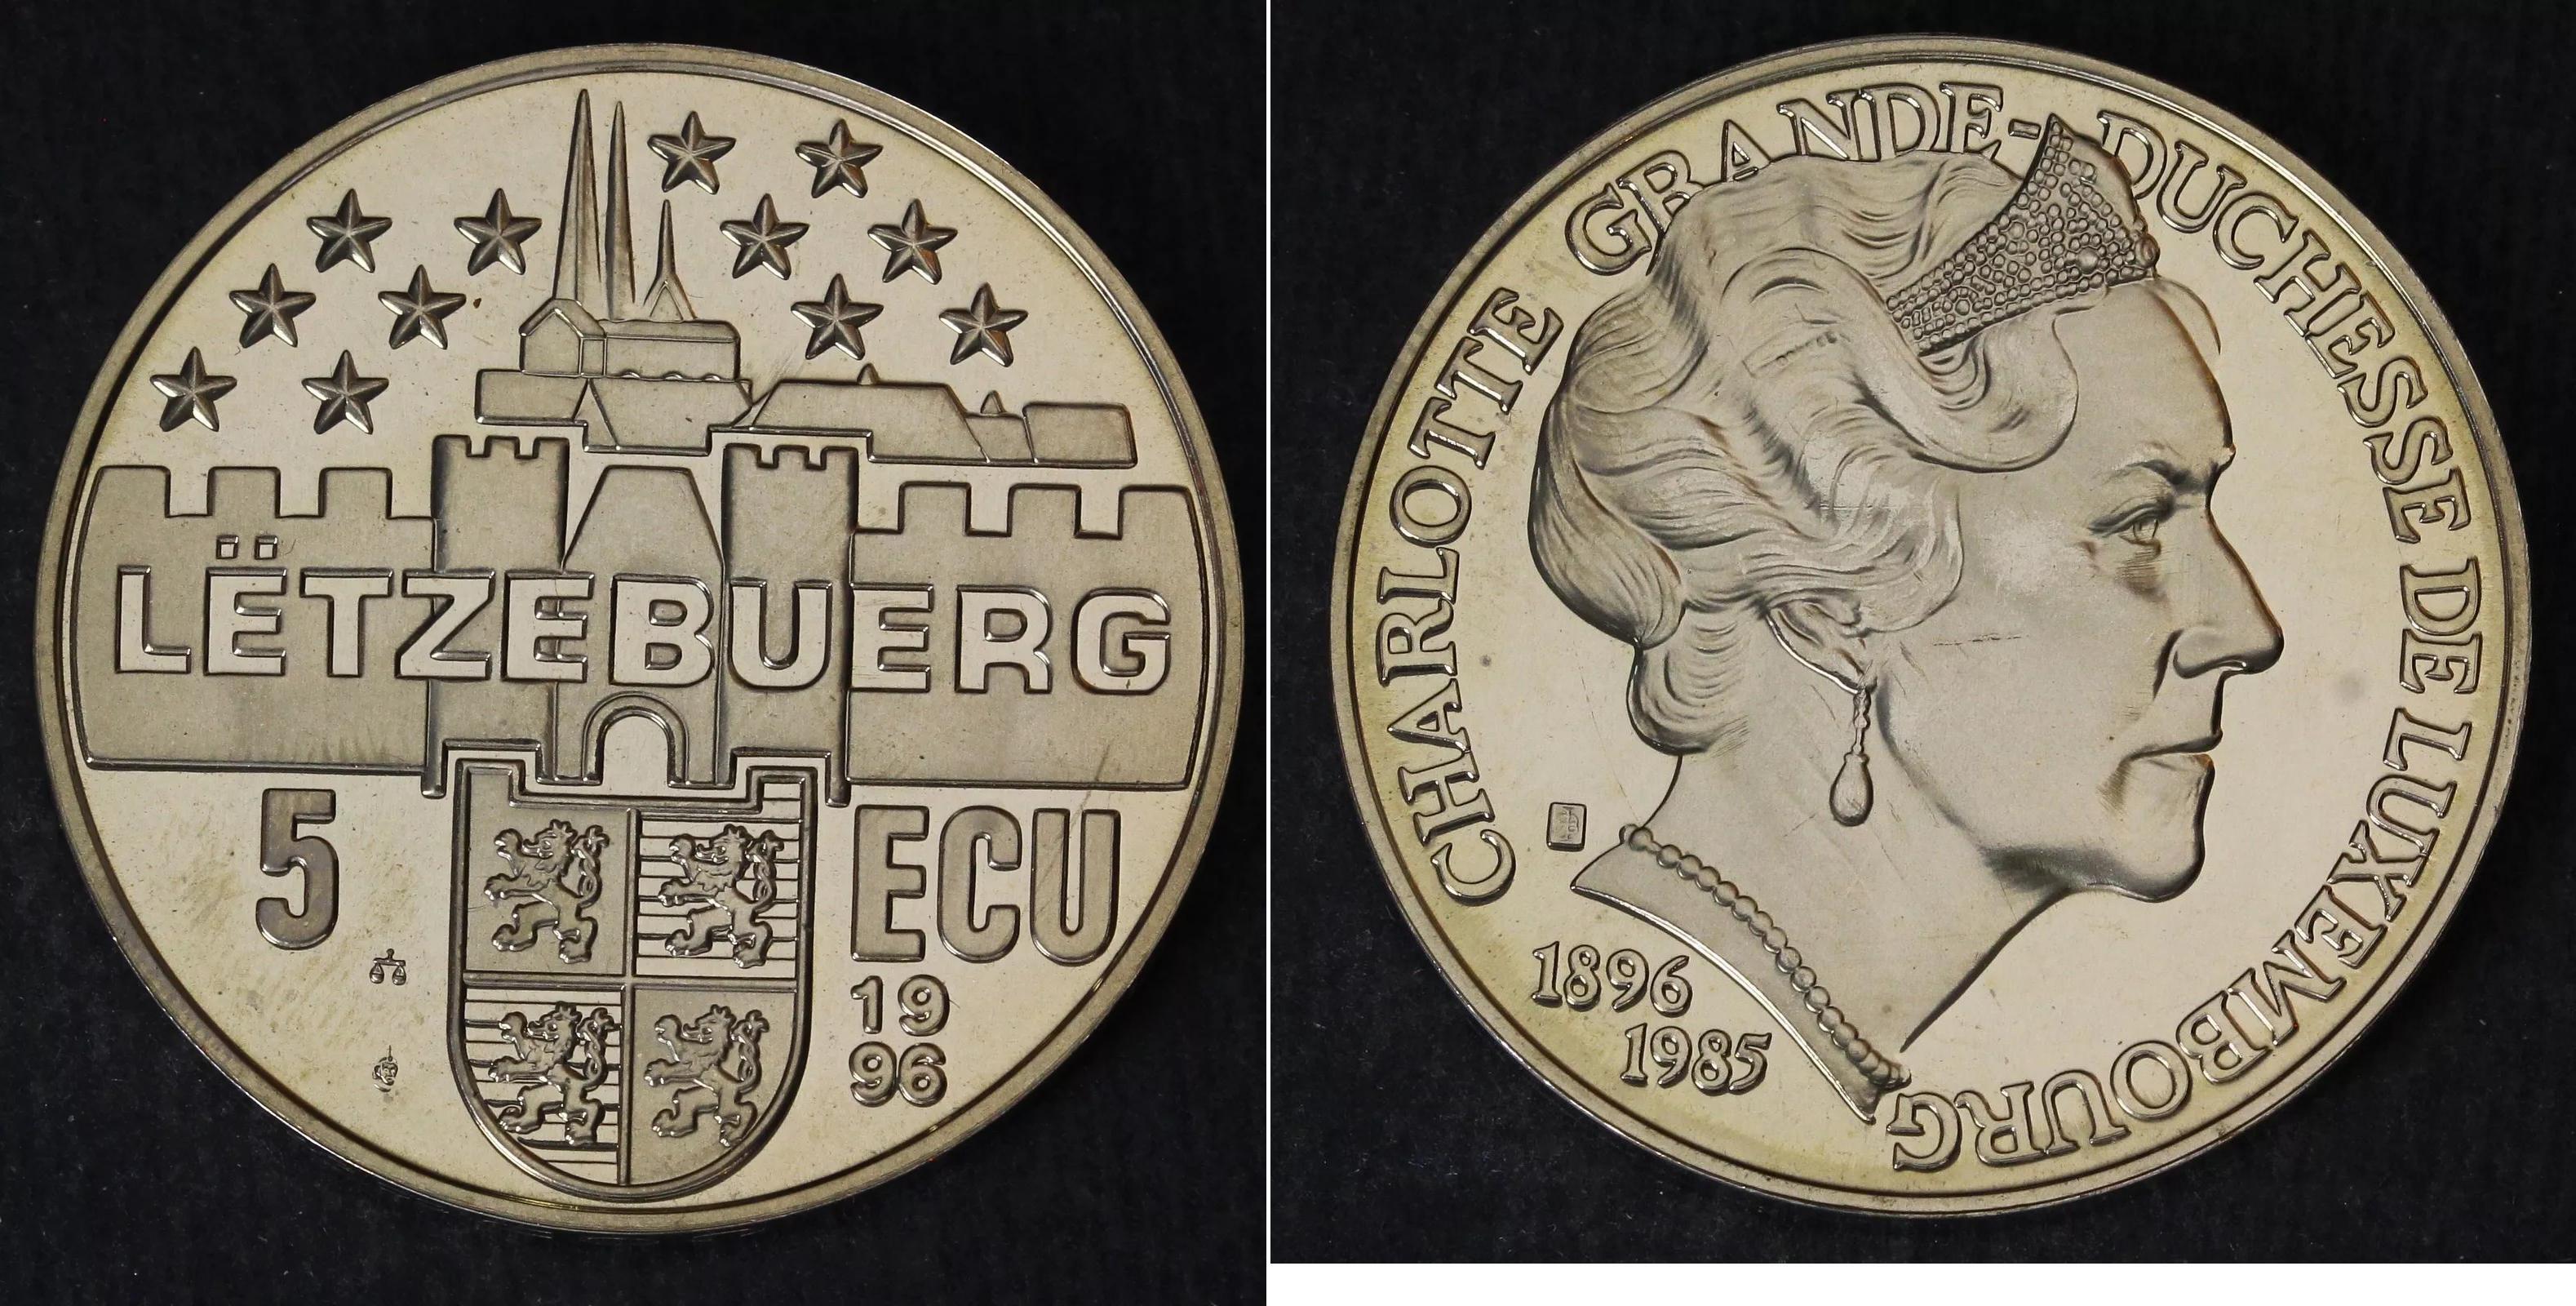 LËTZEBUERG
5 ECU
19
96
CHARLOTTE GRANDE-DUCHESSE DE LUXEMBOURG
1896
1985